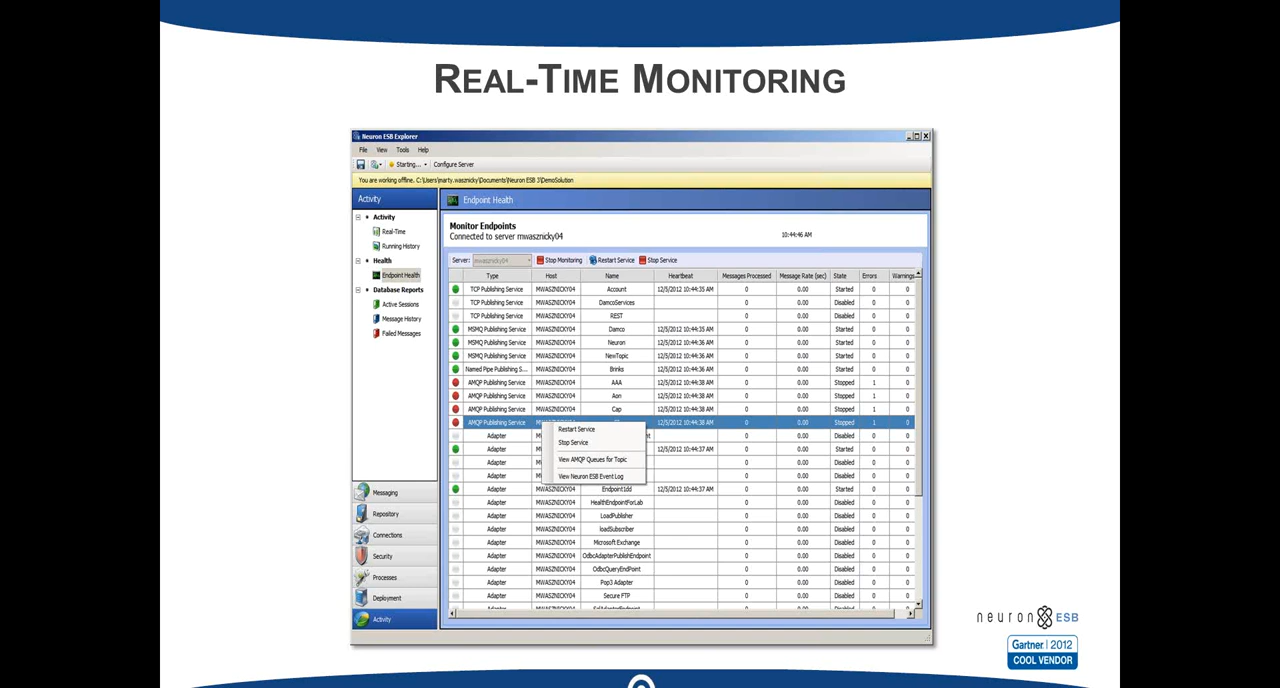 REAL-TIME MONITORING
Neuron ESB Explorer
File View Tools Help
Starting... Configure Server
You are working offline. C:\Users\marty.wasznicky\Documents\Neuron ESB 3\DemoSolution
Activity
Activity
Real-Time
Running History
Health
Endpoint Health
Database Reports
Active Sessions
Message History
Failed Messages
Messaging
Repository
Connections
Security
Processes
Deployment
Activity
Endpoint Health
Monitor Endpoints
Connected to server mwasznicky04
10:44:46 AM
Server: mwasznicky04 Stop Monitoring Restart Service Stop Service
Type Host Name Heartbeat Messages Processed Message Rate (sec) State Errors Warnings
TCP Publishing Service MWASZNICKY04 Account 12/5/2012 10:44:35 AM 0 0.00 Started 0 0
TCP Publishing Service MWASZNICKY04 DamcoServices 0 0.00 Disabled 0 0
TCP Publishing Service MWASZNICKY04 REST 0 0.00 Disabled 0 0
MSMQ Publishing Service MWASZNICKY04 Damco 12/5/2012 10:44:35 AM 0 0.00 Started 0 0
MSMQ Publishing Service MWASZNICKY04 Neuron 12/5/2012 10:44:36 AM 0 0.00 Started 0 0
MSMQ Publishing Service MWASZNICKY04 NewTopic 12/5/2012 10:44:36 AM 0 0.00 Started 0 0
Named Pipe Publishing S... MWASZNICKY04 Brinks 12/5/2012 10:44:36 AM 0 0.00 Started 0 0
AMQP Publishing Service MWASZNICKY04 AAA 12/5/2012 10:44:38 AM 0 0.00 Stopped 1 0
AMQP Publishing Service MWASZNICKY04 Aon 12/5/2012 10:44:38 AM 0 0.00 Stopped 1 0
AMQP Publishing Service MWASZNICKY04 Cap 12/5/2012 10:44:38 AM 0 0.00 Stopped 1 0
AMQP Publishing Service 12/5/2012 10:44:38 AM 0 0.00 Stopped 1 0
Adapter 0 0.00 Disabled 0 0
Adapter 12/5/2012 10:44:37 AM 0 0.00 Started 0 0
Adapter 0 0.00 Disabled 0 0
Adapter 0 0.00 Disabled 0 0
Restart Service
Stop Service
View AMQP Queues for Topic
View Neuron ESB Event Log
Adapter MWASZNICKY04 Endpoint1dd 12/5/2012 10:44:37 AM 0 0.00 Started 0 0
Adapter MWASZNICKY04 HealthEndpointForLab 0 0.00 Disabled 0 0
Adapter MWASZNICKY04 LoadPublisher 0 0.00 Disabled 0 0
Adapter MWASZNICKY04 loadSubscriber 0 0.00 Disabled 0 0
Adapter MWASZNICKY04 Microsoft Exchange 0 0.00 Disabled 0 0
Adapter MWASZNICKY04 OdbcAdapterPublishEndpoint 0 0.00 Disabled 0 0
Adapter MWASZNICKY04 OdbcQueryEndPoint 0 0.00 Disabled 0 0
Adapter MWASZNICKY04 Pop3 Adapter 0 0.00 Disabled 0 0
Adapter MWASZNICKY04 Secure FTP 0 0.00 Disabled 0 0
neuron ESB
Gartner 2012
COOL VENDOR